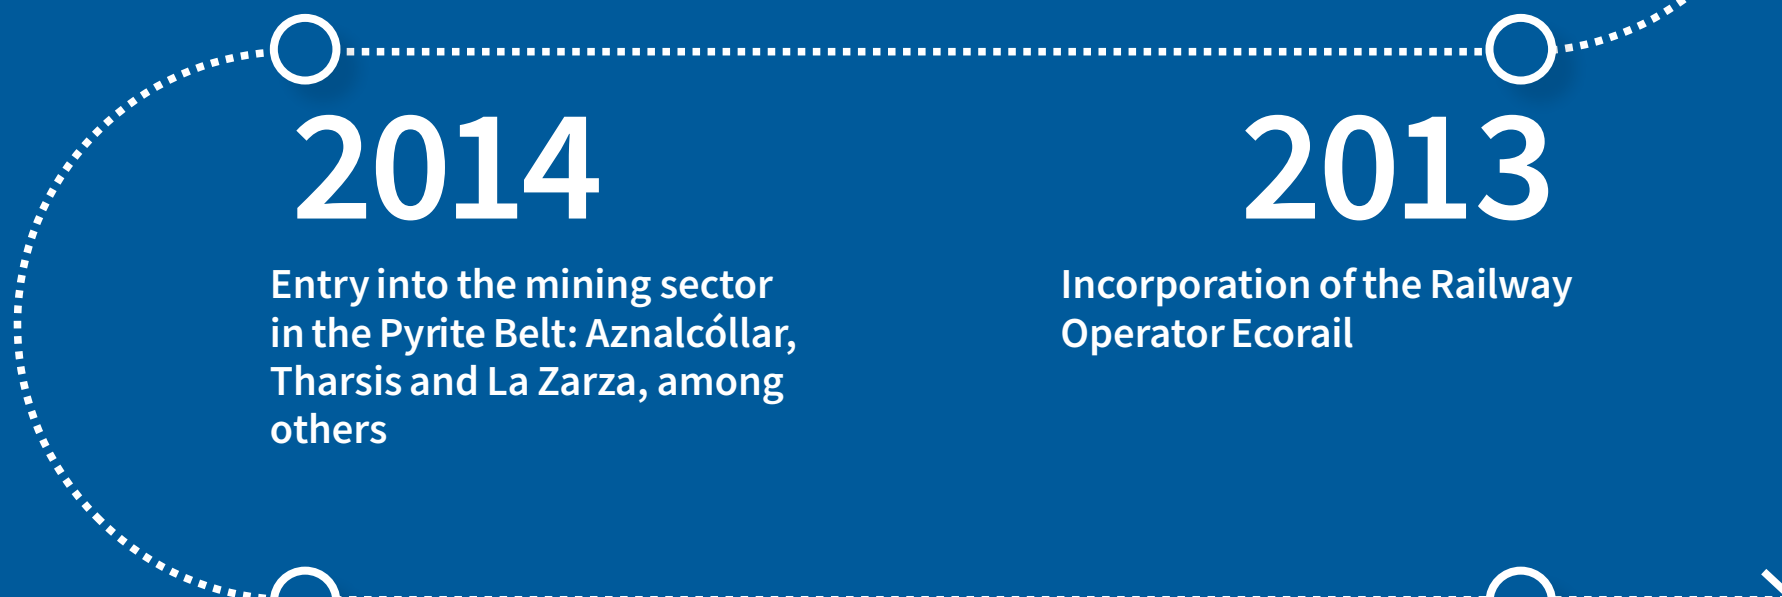 2014
Entry into the mining sector
in the Pyrite Belt: Aznalcóllar,
Tharsis and La Zarza, among
others
2013
Incorporation of the Railway
Operator Ecorail